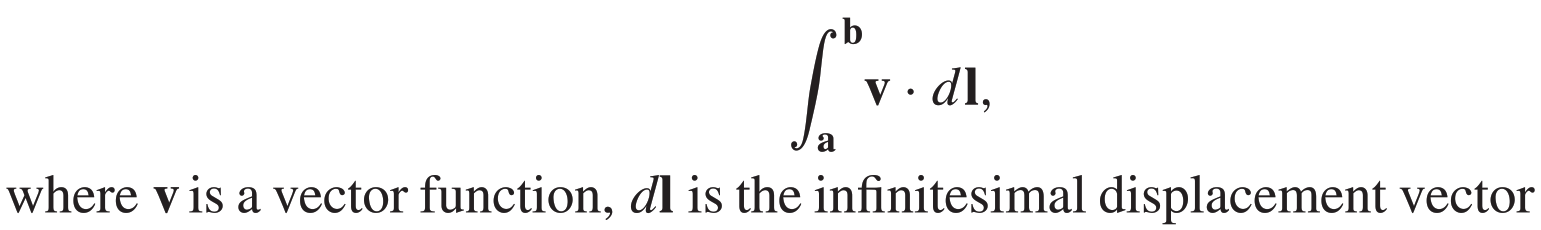 ∫ₐᵇ v · dl,
where v is a vector function, dl is the infinitesimal displacement vector